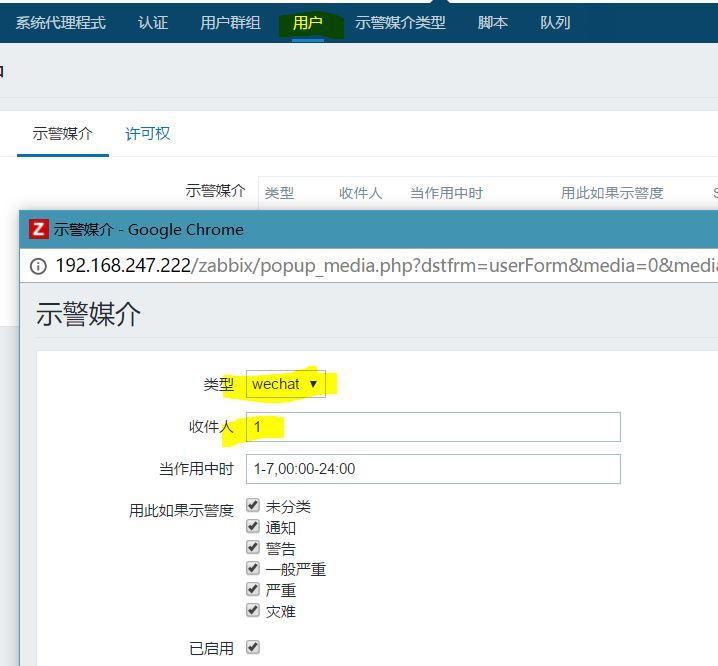 系统代理程式 认证 用户群组 用户 示警媒介类型 脚本 队列
示警媒介 许可权
示警媒介 类型 收件人 当作用中时 用此如果示警度 S
Z 示警媒介 - Google Chrome
192.168.247.222/zabbix/popup_media.php?dstfrm=userForm&media=0&media
示警媒介
类型 wechat
收件人 1
当作用中时 1-7,00:00-24:00
用此如果示警度 未分类
通知
警告
一般严重
严重
灾难
已启用